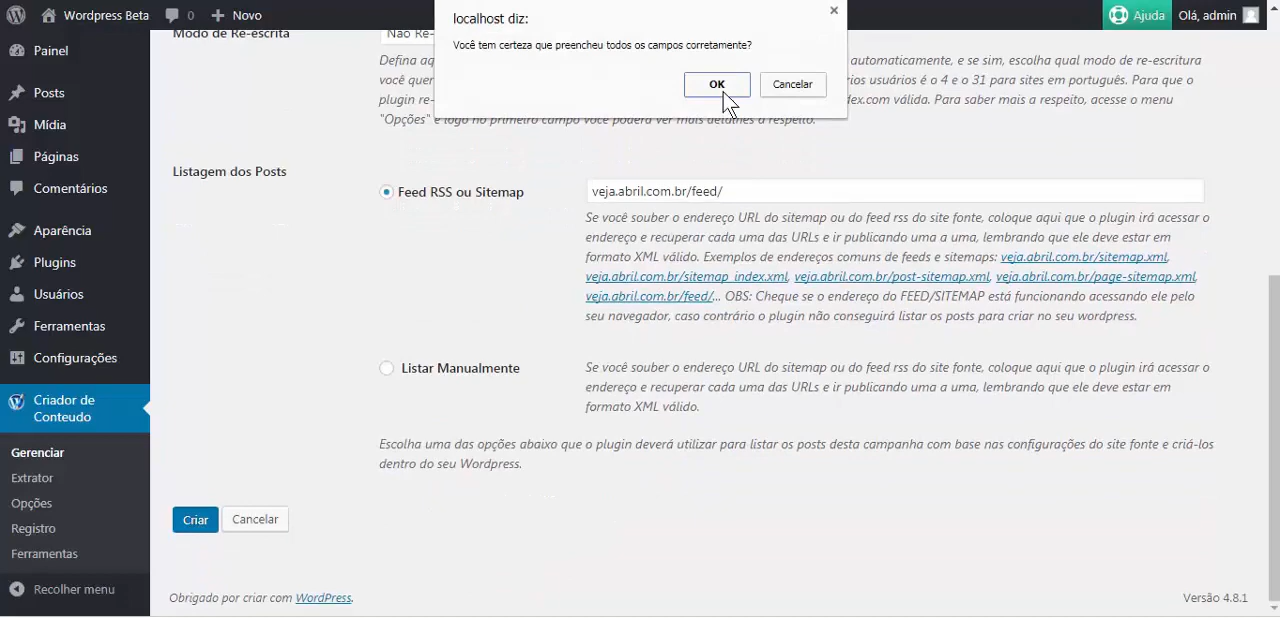 Wordpress Beta 0 Novo
Ajuda Olá, admin
localhost diz:
Você tem certeza que preencheu todos os campos corretamente?
OK Cancelar
Painel
Posts
Mídia
Páginas
Comentários
Aparência
Plugins
Usuários
Ferramentas
Configurações
Criador de
Conteudo
Gerenciar
Extrator
Opções
Registro
Ferramentas
Recolher menu
Modo de Re-escrita
Não Re-
Defina aq
automaticamente, e se sim, escolha qual modo de re-escritura
você quer
ios usuários é o 4 e o 31 para sites em português. Para que o
plugin re-
dex.com válida. Para saber mais a respeito, acesse o menu
"Opções" e logo no primeiro campo você poderá ver mais detalhes a respeito.
Listagem dos Posts
Feed RSS ou Sitemap
veja.abril.com.br/feed/
Se você souber o endereço URL do sitemap ou do feed rss do site fonte, coloque aqui que o plugin irá acessar o
endereço e recuperar cada uma das URLs e ir publicando uma a uma, lembrando que ele deve estar em
formato XML válido. Exemplos de endereços comuns de feeds e sitemaps: veja.abril.com.br/sitemap.xml,
veja.abril.com.br/sitemap_index.xml, veja.abril.com.br/post-sitemap.xml, veja.abril.com.br/page-sitemap.xml,
veja.abril.com.br/feed/... OBS: Cheque se o endereço do FEED/SITEMAP está funcionando acessando ele pelo
seu navegador, caso contrário o plugin não conseguirá listar os posts para criar no seu wordpress.
Listar Manualmente
Se você souber o endereço URL do sitemap ou do feed rss do site fonte, coloque aqui que o plugin irá acessar o
endereço e recuperar cada uma das URLs e ir publicando uma a uma, lembrando que ele deve estar em
formato XML válido.
Escolha uma das opções abaixo que o plugin deverá utilizar para listar os posts desta campanha com base nas configurações do site fonte e criá-los
dentro do seu Wordpress.
Criar Cancelar
Obrigado por criar com WordPress.
Versão 4.8.1